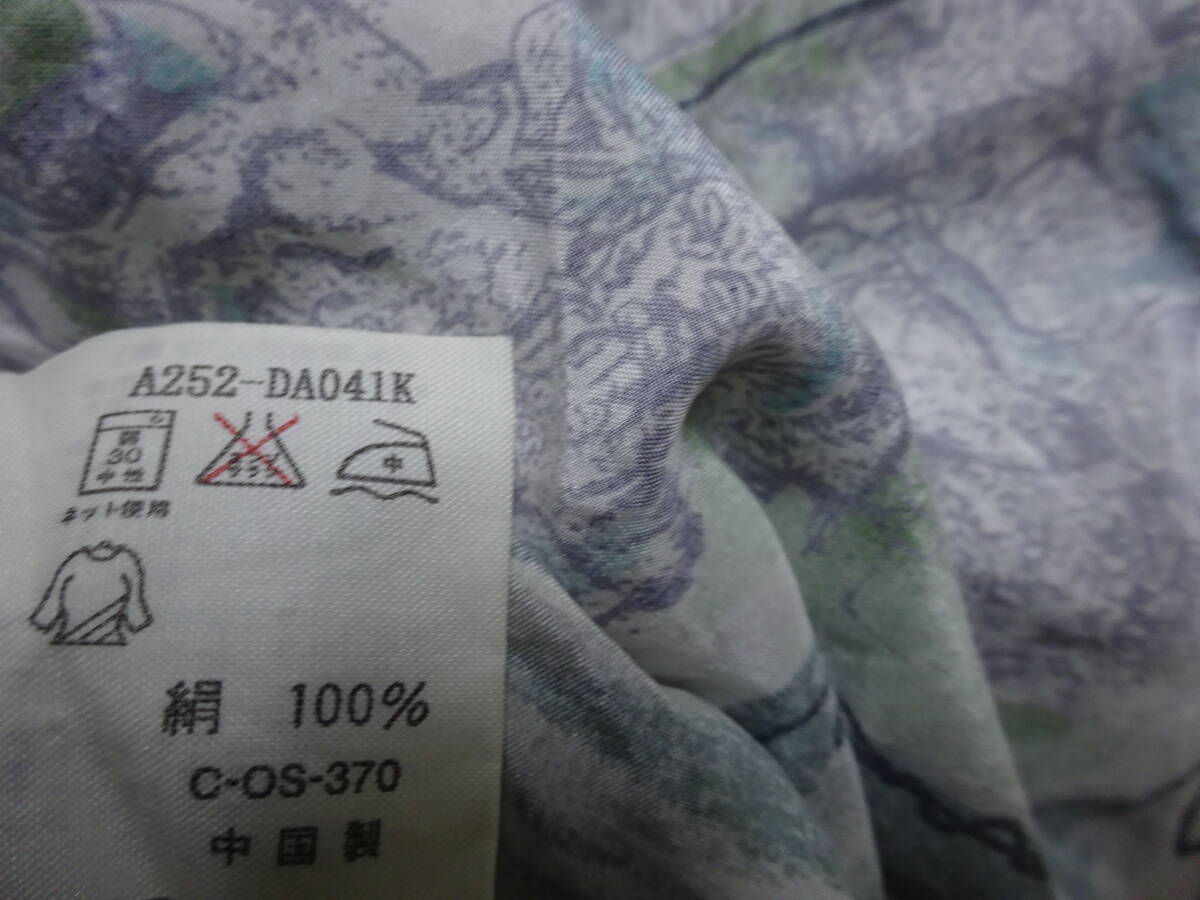 A252-DA041K
弱
30
中性
中
ネット使用
絹 100%
C-OS-370
中国製